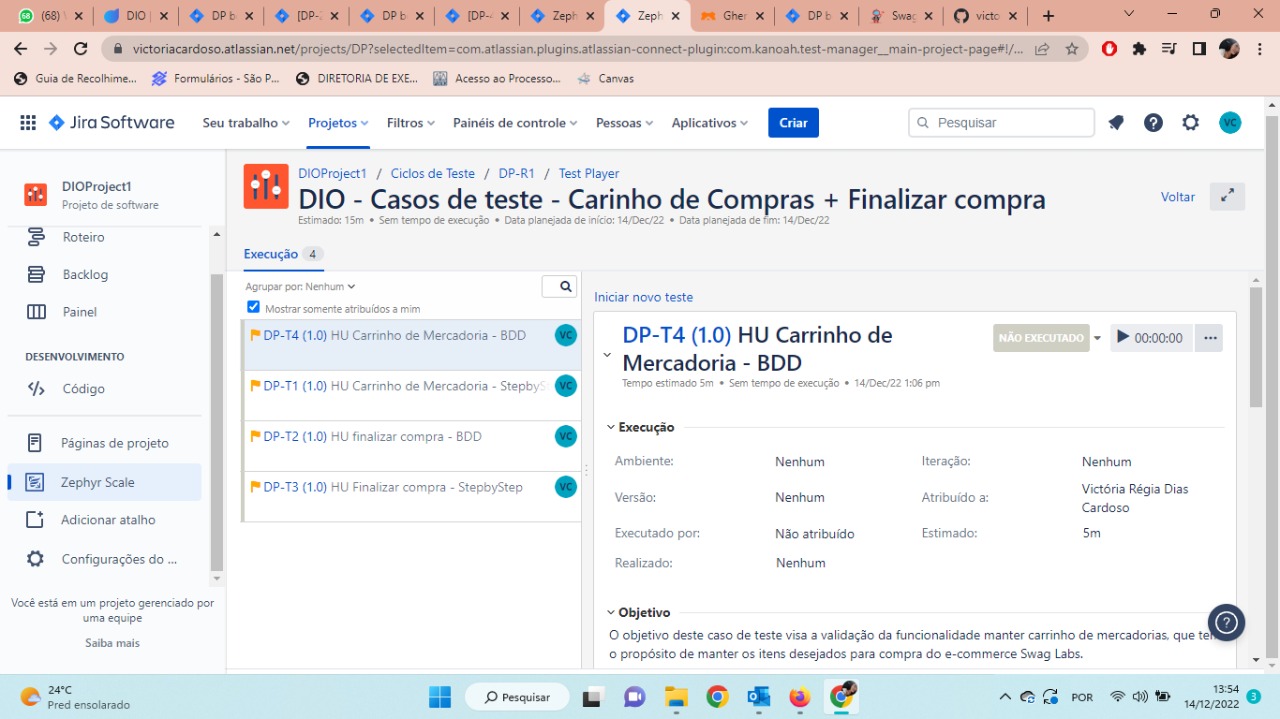 68 (68) \
DIO |
DP b
[DP-
DP b
[DP-
Zeph
Zeph
Gher
DP b
Swag
victo
victoriacardoso.atlassian.net/projects/DP?selectedItem=com.atlassian.plugins.atlassian-connect-plugin:com.kanoah.test-manager__main-project-page#!/...
Guia de Recolhime...
Formulários - São P...
DIRETORIA DE EXE...
Acesso ao Processo...
Canvas
Jira Software
Seu trabalho
Projetos
Filtros
Painéis de controle
Pessoas
Aplicativos
Criar
Pesquisar
VC
DIOProject1
Projeto de software
Roteiro
Backlog
Painel
DESENVOLVIMENTO
Código
Páginas de projeto
Zephyr Scale
Adicionar atalho
Configurações do ...
Você está em um projeto gerenciado por
uma equipe
Saiba mais
DIOProject1 / Ciclos de Teste / DP-R1 / Test Player
DIO - Casos de teste - Carinho de Compras + Finalizar compra
Estimado: 15m • Sem tempo de execução • Data planejada de início: 14/Dec/22 • Data planejada de fim: 14/Dec/22
Voltar
Execução 4
Agrupar por: Nenhum
Mostrar somente atribuídos a mim
DP-T4 (1.0) HU Carrinho de Mercadoria - BDD VC
DP-T1 (1.0) HU Carrinho de Mercadoria - StepbyS VC
DP-T2 (1.0) HU finalizar compra - BDD VC
DP-T3 (1.0) HU Finalizar compra - StepbyStep VC
Iniciar novo teste
DP-T4 (1.0) HU Carrinho de
Mercadoria - BDD
Tempo estimado 5m • Sem tempo de execução • 14/Dec/22 1:06 pm
NÃO EXECUTADO
00:00:00
Execução
Ambiente: Nenhum Iteração: Nenhum
Versão: Nenhum Atribuído a: Victória Régia Dias
Cardoso
Executado por: Não atribuído Estimado: 5m
Realizado: Nenhum
Objetivo
O objetivo deste caso de teste visa a validação da funcionalidade manter carrinho de mercadorias, que te
o propósito de manter os itens desejados para compra do e-commerce Swag Labs.
24°C
Pred ensolarado
Pesquisar
POR
13:54
14/12/2022
3